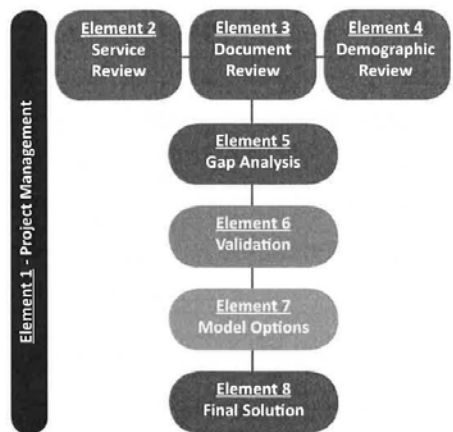 Element 1 - Project Management
Element 2
Service
Review
Element 3
Document
Review
Element 4
Demographic
Review
Element 5
Gap Analysis
Element 6
Validation
Element 7
Model Options
Element 8
Final Solution